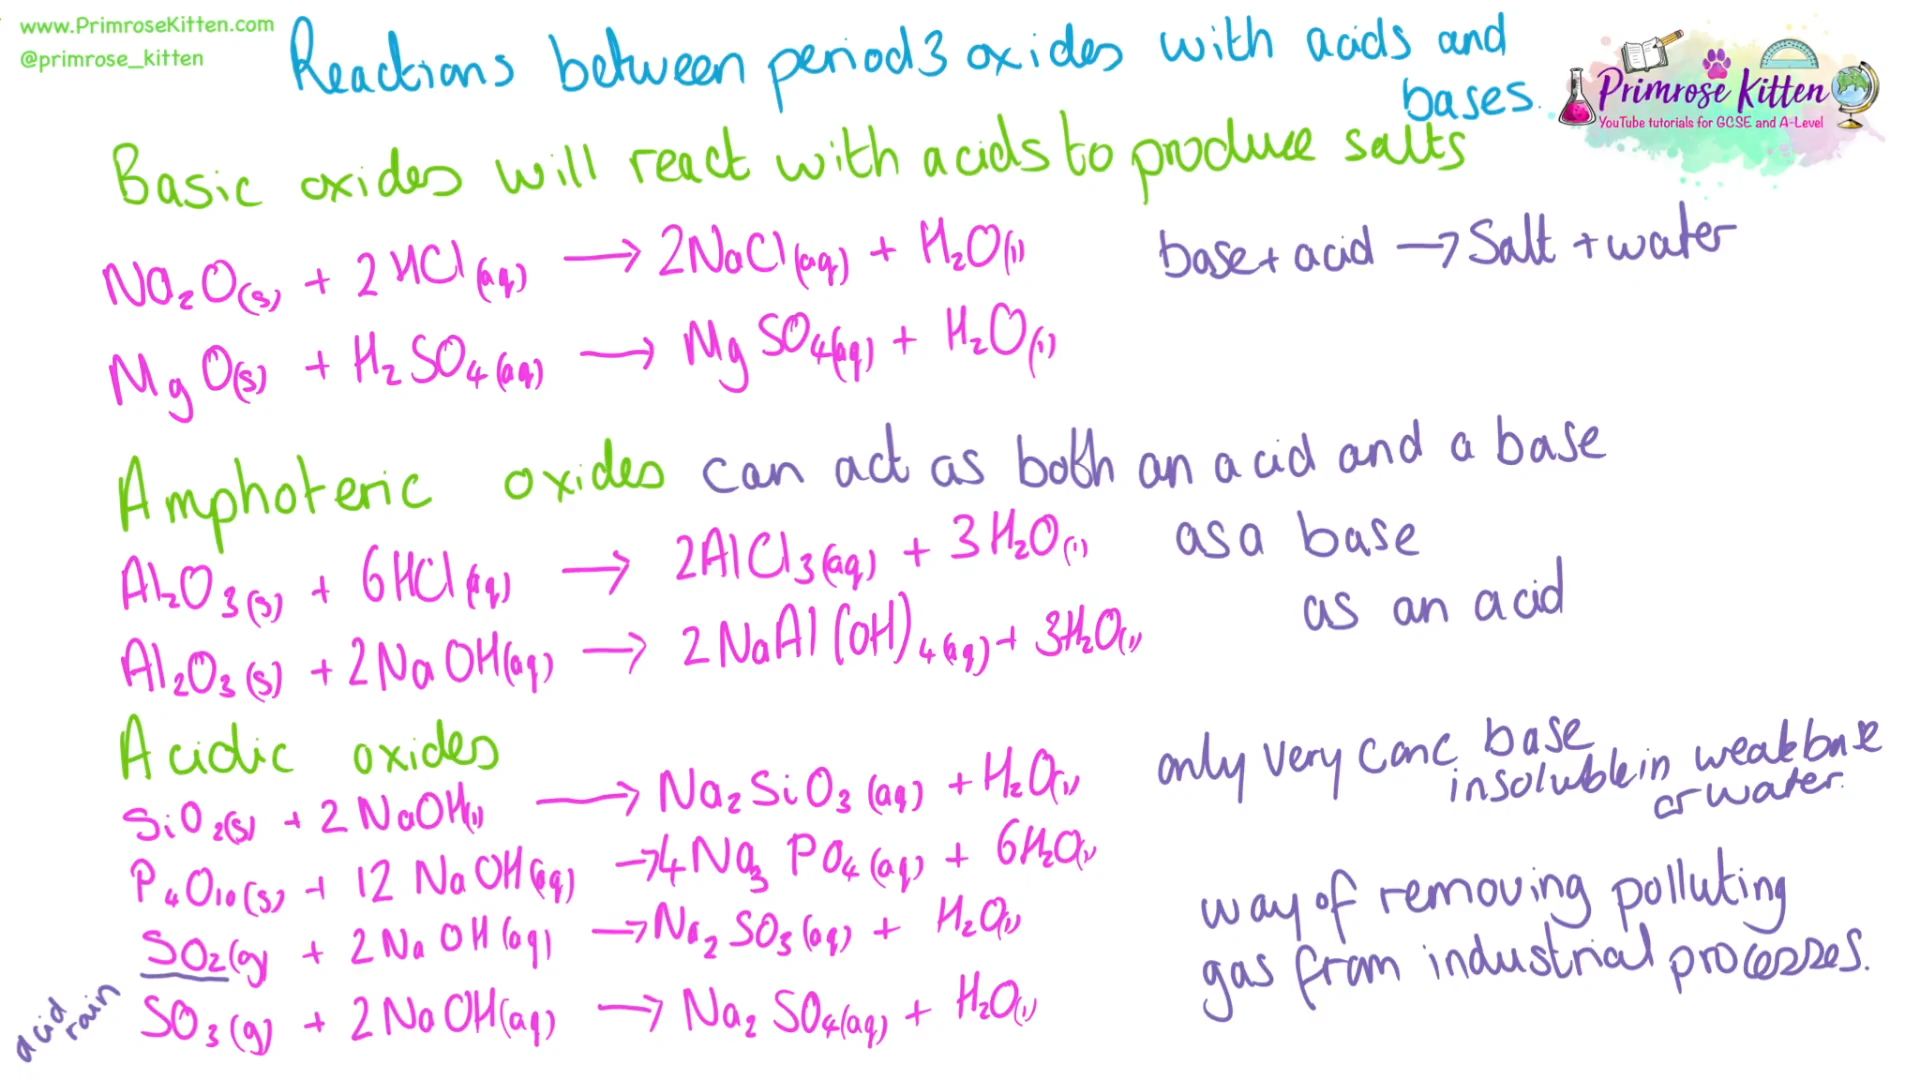 www.PrimroseKitten.com
@primrose_kitten
Reactions between period 3 oxides with acids and
bases.
Primrose Kitten
YouTube tutorials for GCSE and A-Level
Basic oxides will react with acids to produce salts
Na₂O(s) + 2HCl(aq) → 2NaCl(aq) + H₂O(l) base + acid → Salt + water
MgO(s) + H₂SO₄(aq) → MgSO₄(aq) + H₂O(l)
Amphoteric oxides can act as both an acid and a base
Al₂O₃(s) + 6HCl(aq) → 2AlCl₃(aq) + 3H₂O(l) as a base
Al₂O₃(s) + 2NaOH(aq) → 2NaAl(OH)₄(aq) + 3H₂O(l) as an acid
Acidic oxides
SiO₂(s) + 2NaOH(l) → Na₂SiO₃(aq) + H₂O(l) only very conc base
insoluble in weak base
or water.
P₄O₁₀(s) + 12NaOH(aq) → 4Na₃PO₄(aq) + 6H₂O(l)
SO₂(g) + 2NaOH(aq) → Na₂SO₃(aq) + H₂O(l) way of removing polluting
gas from industrial processes.
acid rain
SO₃(g) + 2NaOH(aq) → Na₂SO₄(aq) + H₂O(l)